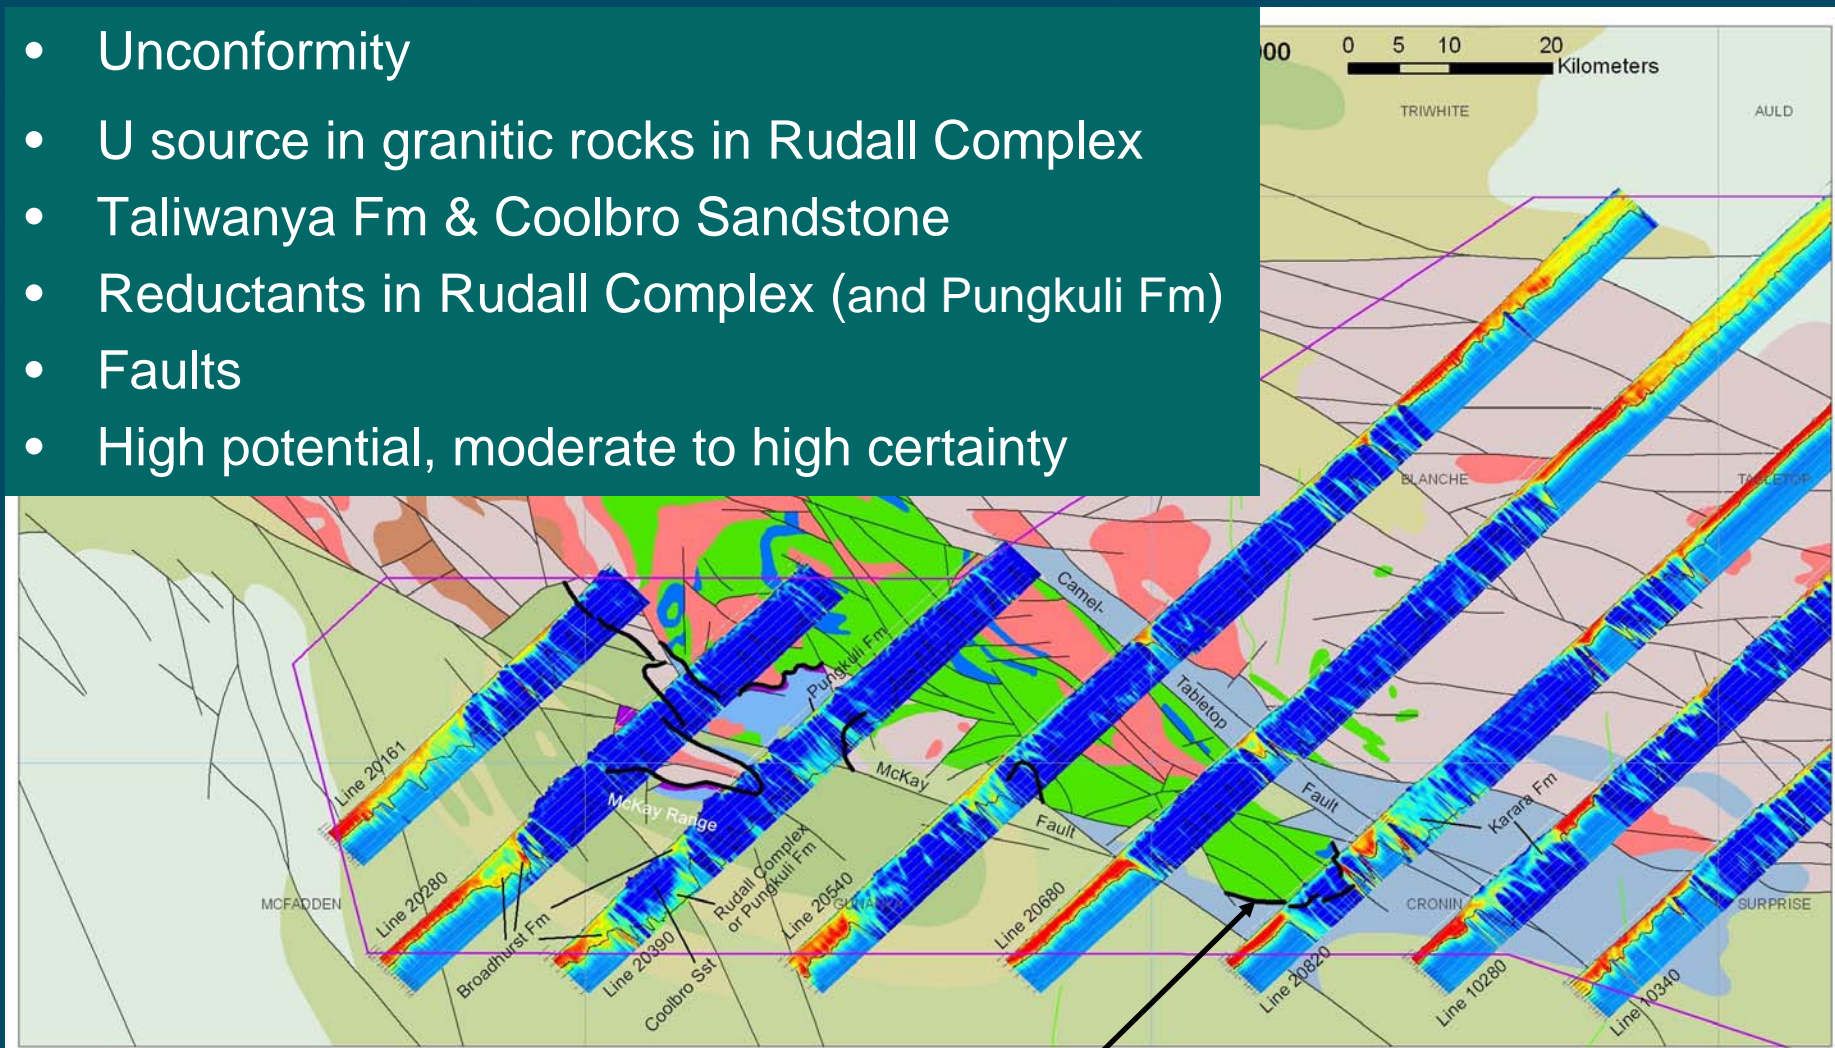 • Unconformity
• U source in granitic rocks in Rudall Complex
• Taliwanya Fm & Coolbro Sandstone
• Reductants in Rudall Complex (and Pungkuli Fm)
• Faults
• High potential, moderate to high certainty
0 5 10 20
Kilometers
TRIWHITE
AULD
BLANCHE
TABLETOP
Camel-
Tabletop
Fault
Pungkuli Fm
McKay
Fault
McKay Range
Karara Fm
Line 20161
Line 20280
Broadhurst Fm
Line 20390
Coolbro Sst
Rudall Complex
or Pungkuli Fm
Line 20540
Line 20680
Line 20820
Line 10280
Line 10340
MCFADDEN
CRONIN
SURPRISE